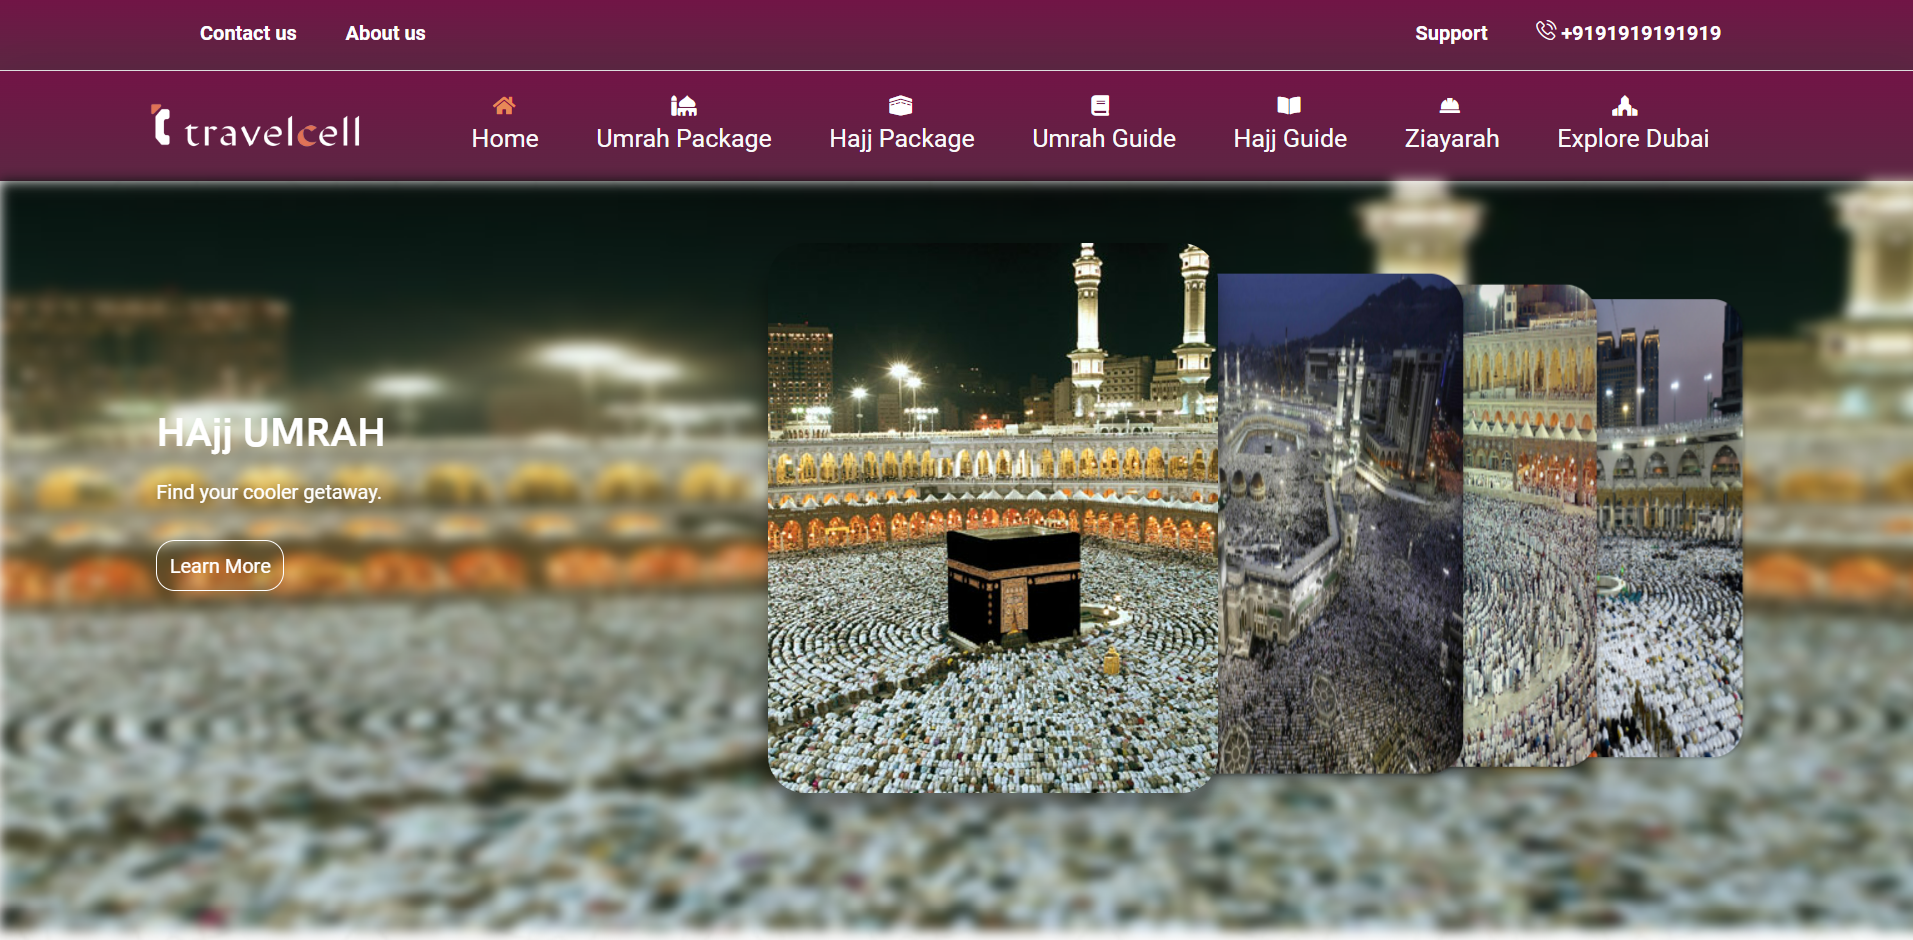 Contact us
About us
Support
+9191919191919
travelcell
Home
Umrah Package
Hajj Package
Umrah Guide
Hajj Guide
Ziayarah
Explore Dubai
HAjj UMRAH
Find your cooler getaway.
Learn More